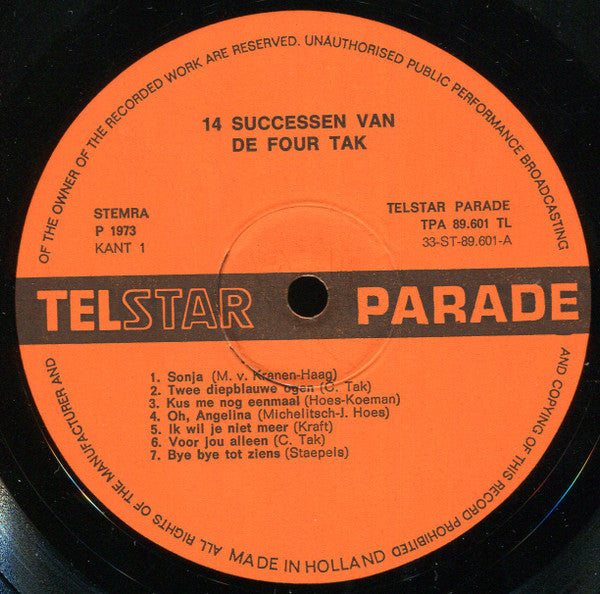 ALL RIGHTS OF THE MANUFACTURER AND OF THE OWNER OF THE RECORDED WORK ARE RESERVED. UNAUTHORISED PUBLIC PERFORMANCE BROADCASTING AND COPYING OF THIS RECORD PROHIBITED
14 SUCCESSEN VAN
DE FOUR TAK
STEMRA
P 1973
KANT 1
TELSTAR PARADE
TPA 89.601 TL
33-ST-89.601-A
TELSTAR PARADE
1. Sonja (M. v. Kranen-Haag)
2. Twee diepblauwe ogen (C. Tak)
3. Kus me nog eenmaal (Hoes-Koeman)
4. Oh, Angelina (Michelitsch-J. Hoes)
5. Ik wil je niet meer (Kraft)
6. Voor jou alleen (C. Tak)
7. Bye bye tot ziens (Staepels)
MADE IN HOLLAND